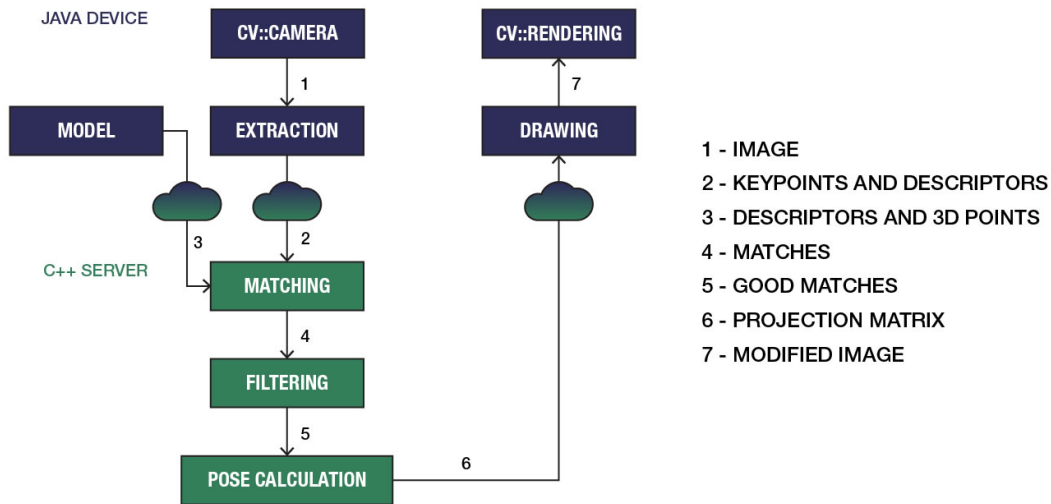 JAVA DEVICE
CV::CAMERA
CV::RENDERING
1
7
MODEL
EXTRACTION
DRAWING
3
2
C++ SERVER
MATCHING
4
FILTERING
5
POSE CALCULATION
6
1 - IMAGE
2 - KEYPOINTS AND DESCRIPTORS
3 - DESCRIPTORS AND 3D POINTS
4 - MATCHES
5 - GOOD MATCHES
6 - PROJECTION MATRIX
7 - MODIFIED IMAGE